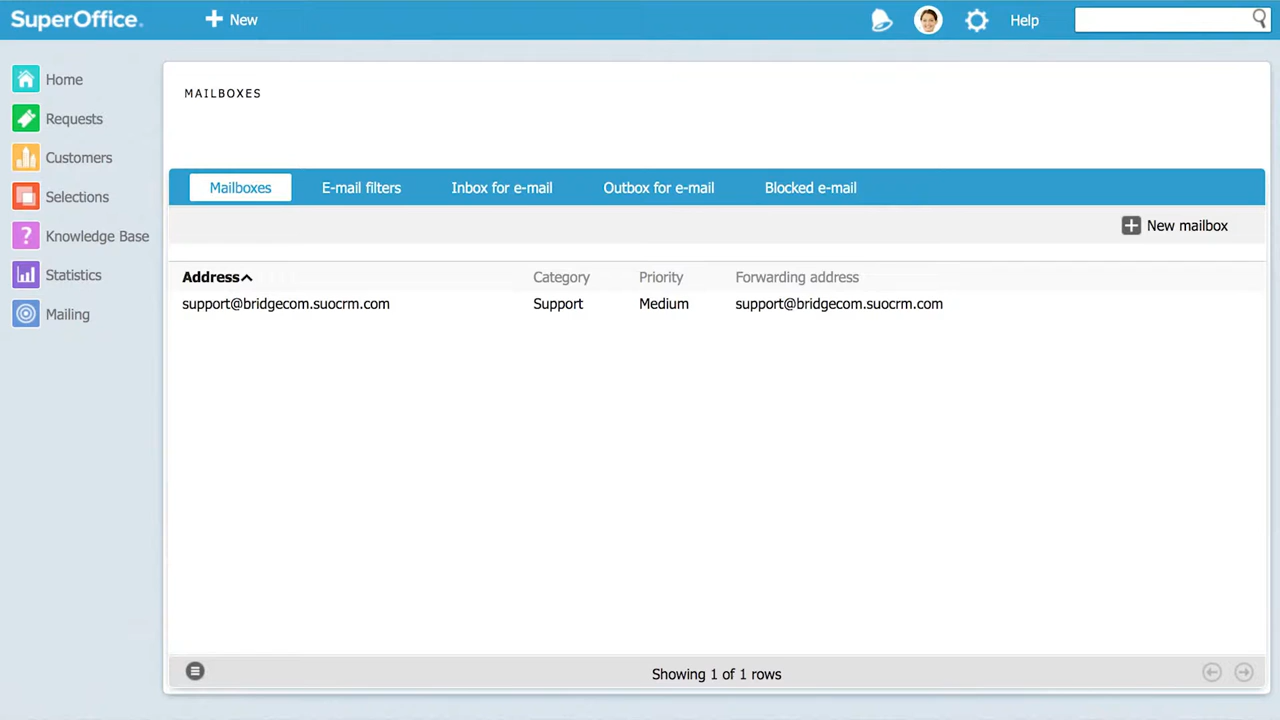 SuperOffice.
New
Help
Home
Requests
Customers
Selections
? Knowledge Base
Statistics
Mailing
MAILBOXES
Mailboxes E-mail filters Inbox for e-mail Outbox for e-mail Blocked e-mail
New mailbox
Address Category Priority Forwarding address
support@bridgecom.suocrm.com Support Medium support@bridgecom.suocrm.com
Showing 1 of 1 rows